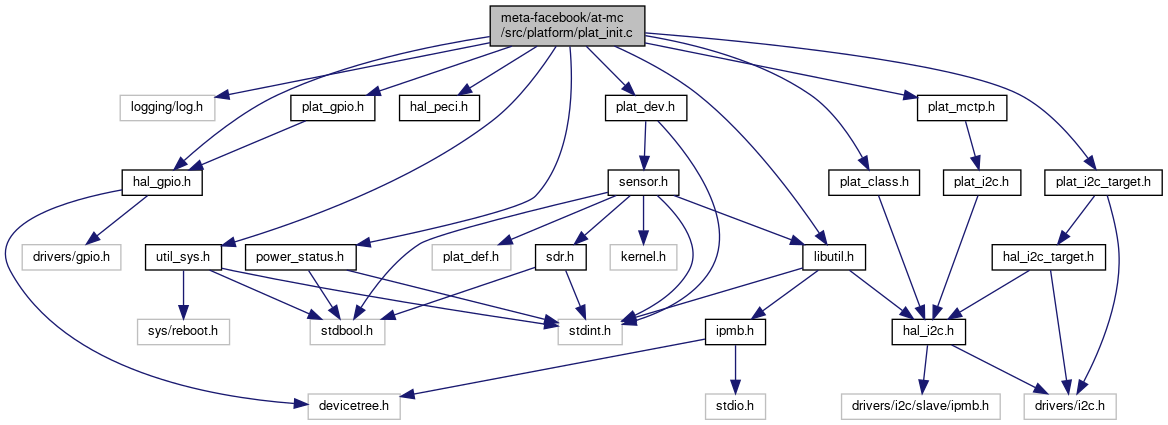 meta-facebook/at-mc
/src/platform/plat_init.c
logging/log.h
plat_gpio.h
hal_peci.h
plat_dev.h
plat_mctp.h
hal_gpio.h
sensor.h
plat_class.h
plat_i2c.h
plat_i2c_target.h
drivers/gpio.h
util_sys.h
power_status.h
plat_def.h
sdr.h
kernel.h
libutil.h
hal_i2c_target.h
sys/reboot.h
stdbool.h
stdint.h
ipmb.h
hal_i2c.h
devicetree.h
stdio.h
drivers/i2c/slave/ipmb.h
drivers/i2c.h